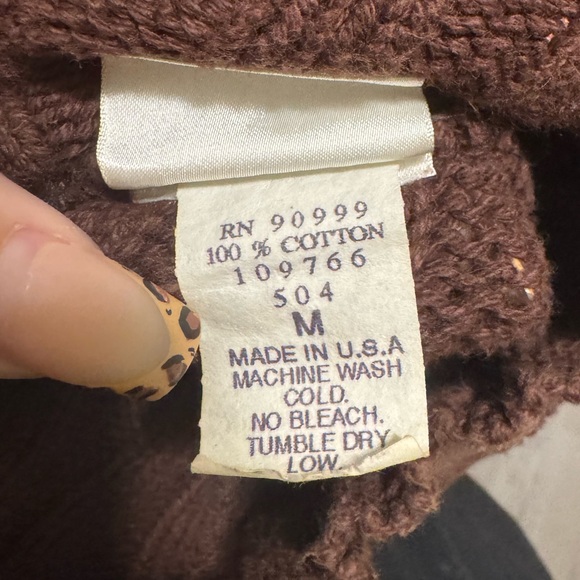 RN 90999
100 % COTTON
109766
504
M
MADE IN U.S.A
MACHINE WASH
COLD.
NO BLEACH.
TUMBLE DRY
LOW.